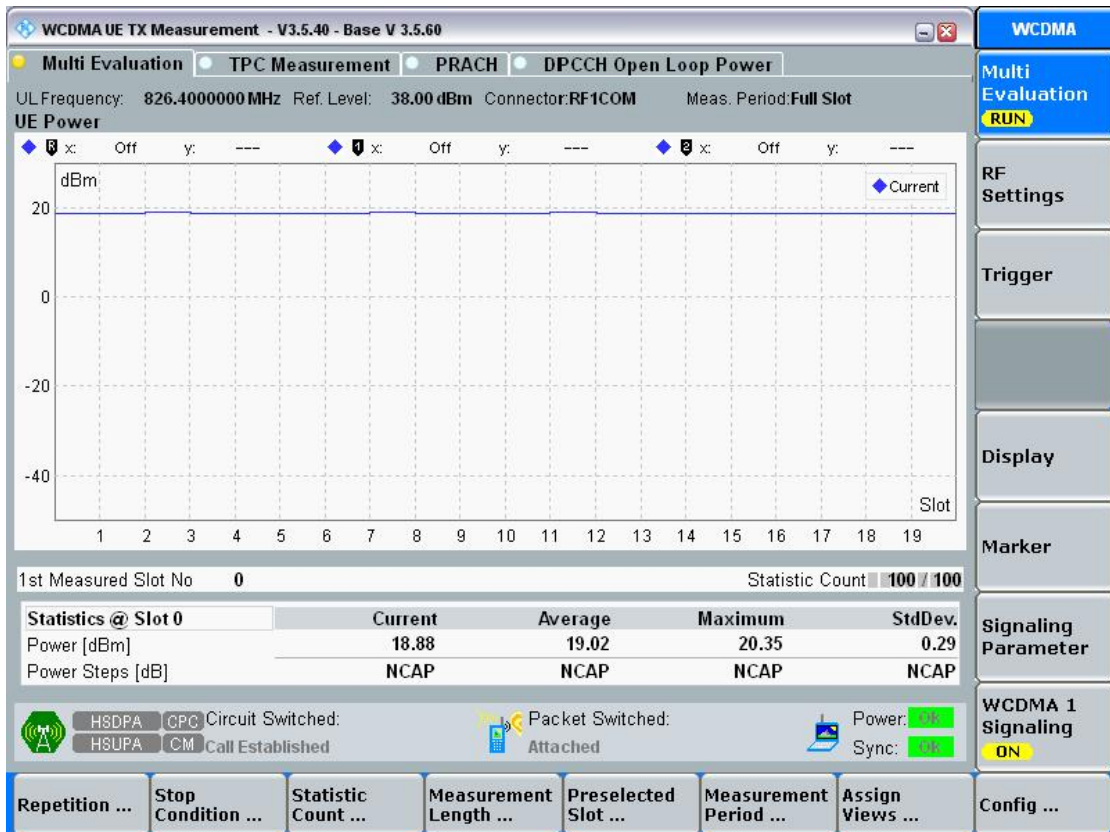 WCDMA UE TX Measurement - V3.5.40 - Base V 3.5.60
WCDMA
Multi Evaluation TPC Measurement PRACH DPCCH Open Loop Power
UL Frequency: 826.4000000 MHz Ref. Level: 38.00 dBm Connector:RF1COM Meas. Period:Full Slot
UE Power
R x: Off y: --- 1 x: Off y: --- 2 x: Off y: ---
dBm
Current
20
0
-20
-40
Slot
1 2 3 4 5 6 7 8 9 10 11 12 13 14 15 16 17 18 19
1st Measured Slot No 0 Statistic Count 100 / 100
Statistics @ Slot 0 Current Average Maximum StdDev.
Power [dBm] 18.88 19.02 20.35 0.29
Power Steps [dB] NCAP NCAP NCAP NCAP
HSDPA CPC Circuit Switched: Packet Switched: Power: OK
HSUPA CM Call Established Attached Sync: OK
Multi
Evaluation
RUN
RF
Settings
Trigger
Display
Marker
Signaling
Parameter
WCDMA 1
Signaling
ON
Repetition ...
Stop
Condition ...
Statistic
Count ...
Measurement
Length ...
Preselected
Slot ...
Measurement
Period ...
Assign
Views ...
Config ...